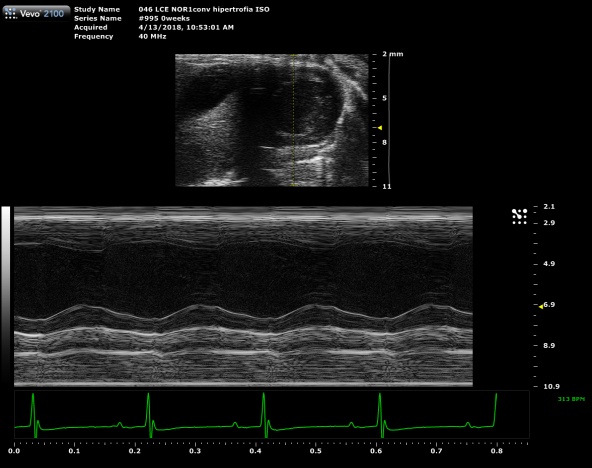 Vevo 2100
Study Name 046 LCE NOR1conv hipertrofia ISO
Series Name #995 0weeks
Acquired 4/13/2018, 10:53:01 AM
Frequency 40 MHz
2 mm
5
8
11
2.1
2.9
4.9
6.9
8.9
10.9
313 BPM
0.0 0.1 0.2 0.3 0.4 0.5 0.6 0.7 0.8